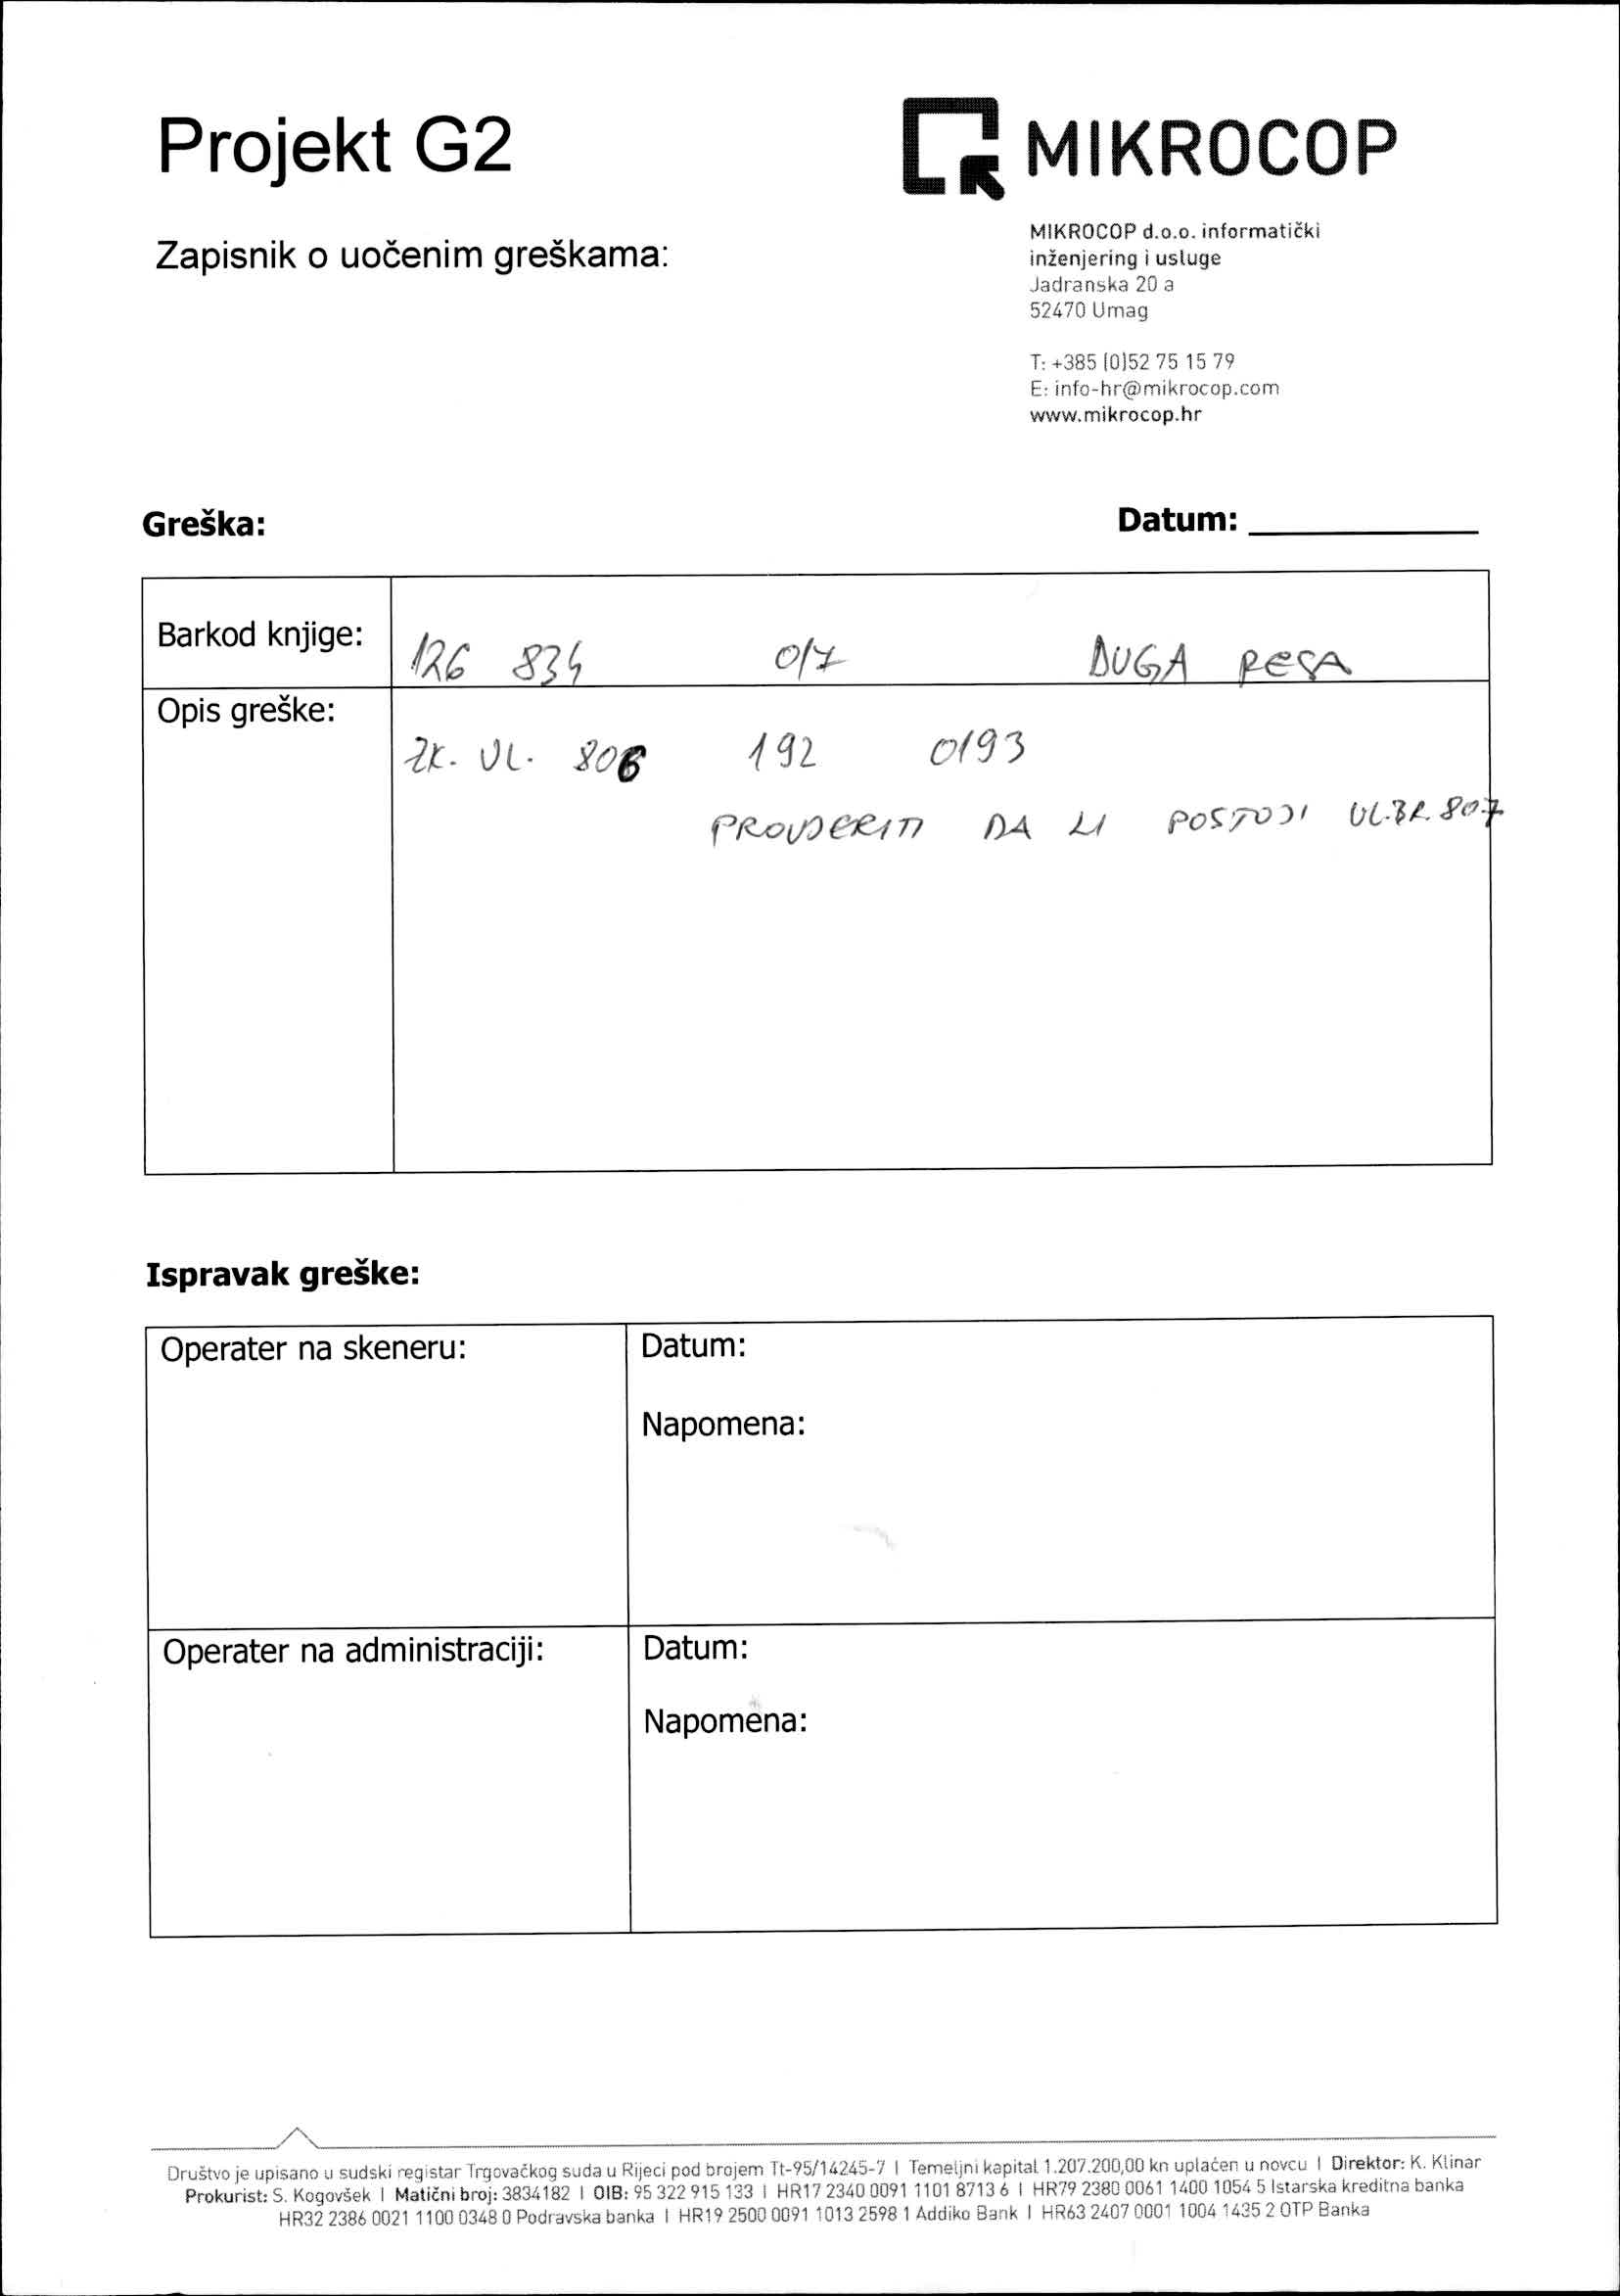 Projekt G2
MIKROCOP
Zapisnik o uočenim greškama:
MIKROCOP d.o.o. informatički
inženjering i usluge
Jadranska 20 a
52470 Umag
T: +385 (0)52 75 15 79
E: info-hr@mikrocop.com
www.mikrocop.hr
Greška: Datum:
Barkod knjige: 126 834 0/7 DUGA RESA
Opis greške:
ZK. UL. 806 192 0193
PROVJERITI DA LI POSTOJI UL.BR. 807
Ispravak greške:
Operater na skeneru: Datum:
Napomena:
Operater na administraciji: Datum:
Napomena:
Društvo je upisano u sudski registar Trgovačkog suda u Rijeci pod brojem Tt-95/14245-7 | Temeljni kapital 1.207.200,00 kn uplaćen u novcu | Direktor: K. Klinar
Prokurist: S. Kogovšek | Matični broj: 3834182 | OIB: 95 322 915 133 | HR17 2340 0091 1101 8713 6 | HR79 2380 0061 1400 1054 5 Istarska kreditna banka
HR32 2386 0021 1100 0348 0 Podravska banka | HR19 2500 0091 1013 2598 1 Addiko Bank | HR63 2407 0001 1004 1435 2 OTP Banka